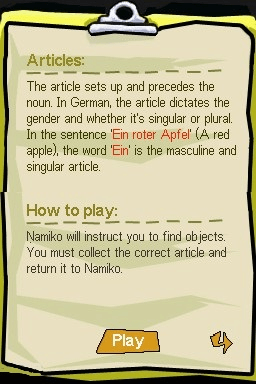 Articles:
The article sets up and precedes the
noun. In German, the article dictates the
gender and whether it's singular or plural.
In the sentence 'Ein roter Apfel' (A red
apple), the word 'Ein' is the masculine and
singular article.
How to play:
Namiko will instruct you to find objects.
You must collect the correct article and
return it to Namiko.
Play